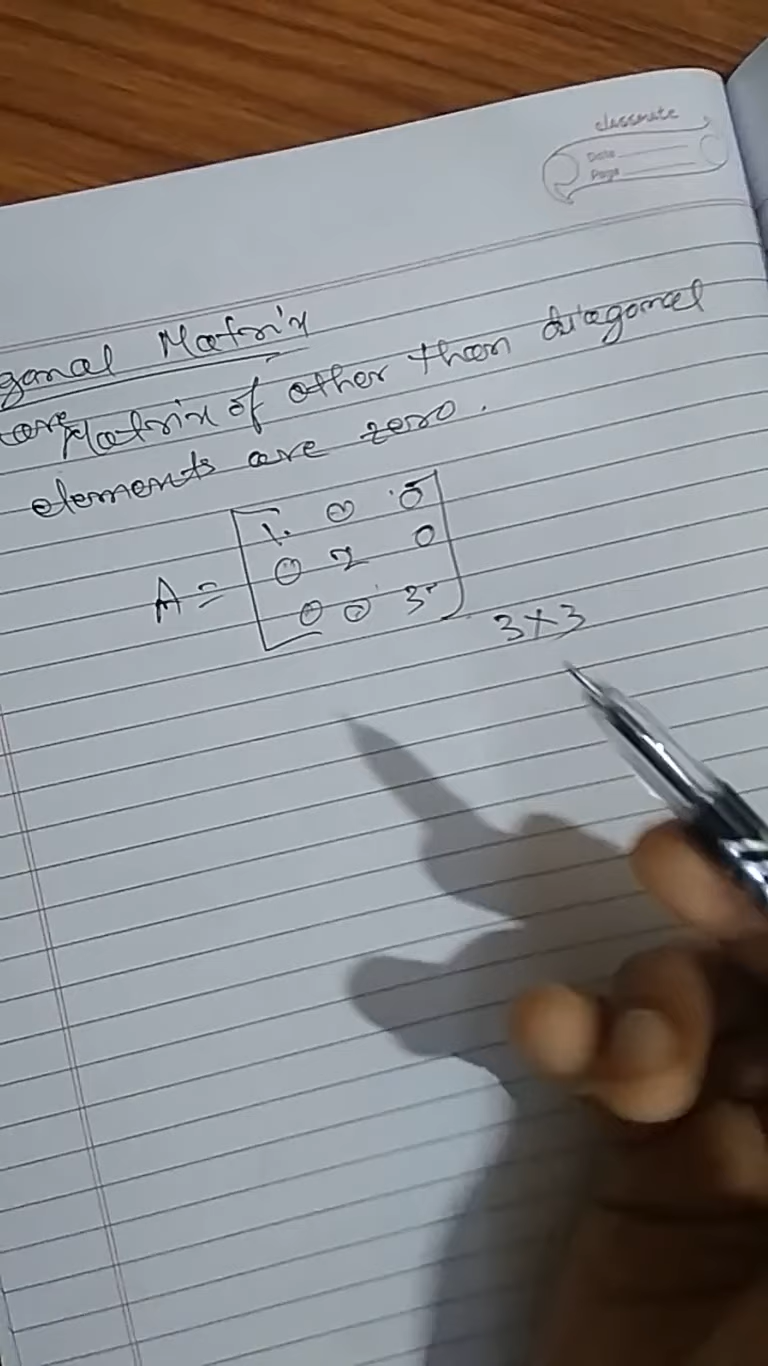 classmate
Date
Page
gonal Matrix
are Matrix of other than diagonal
elements are zero.
A = [1 0 0
0 2 0
0 0 3] 3×3